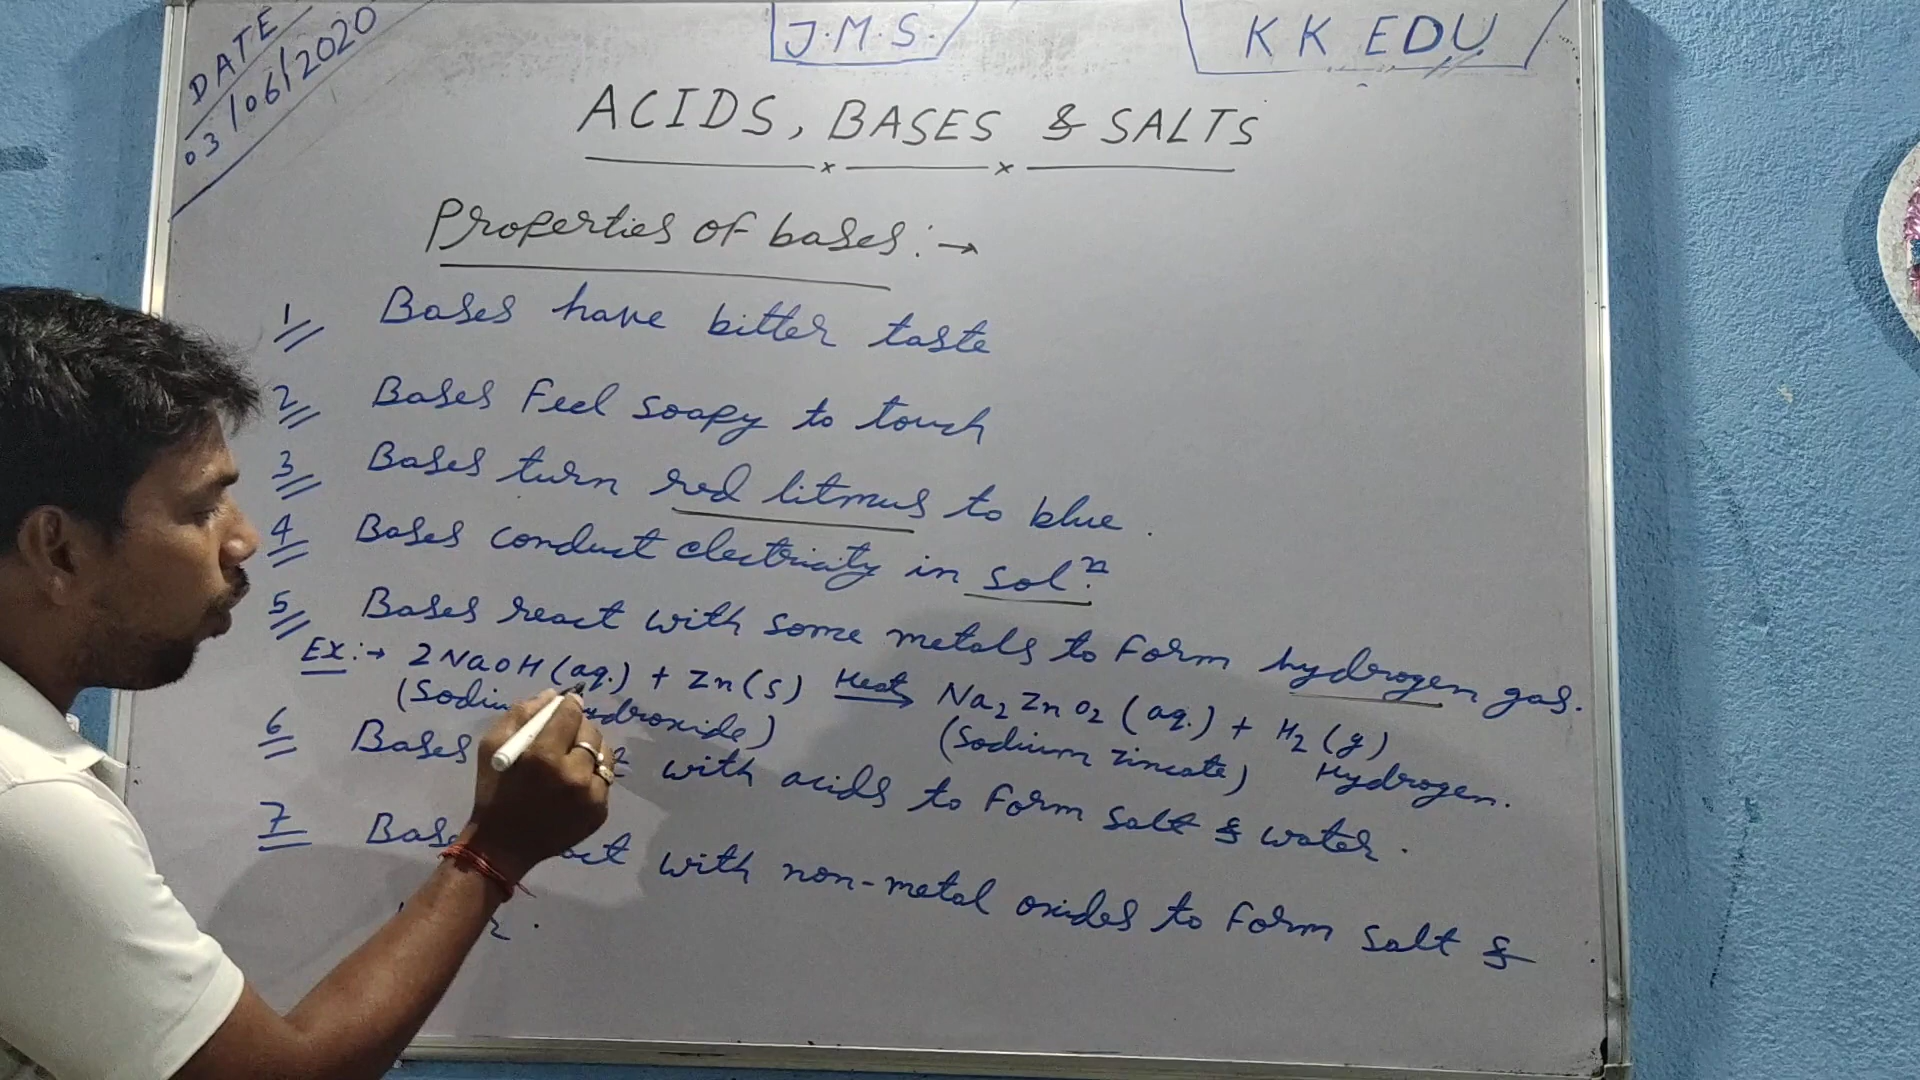 DATE
03/06/2020
J.M.S.
KK EDU
ACIDS, BASES & SALTS
Properties of bases:→
1 Bases have bitter taste
2 Bases feel soapy to touch
3 Bases turn red litmus to blue.
4 Bases conduct electricity in solⁿ.
5 Bases react with some metals to form hydrogen gas.
Ex:→ 2NaOH(aq.) + Zn(s) Heat→ Na₂ZnO₂ (aq.) + H₂(g)
(Sodium hydroxide) (Sodium zincate) Hydrogen.
6 Bases with acids to form salt & water.
7 Bases react with non-metal oxides to form salt &